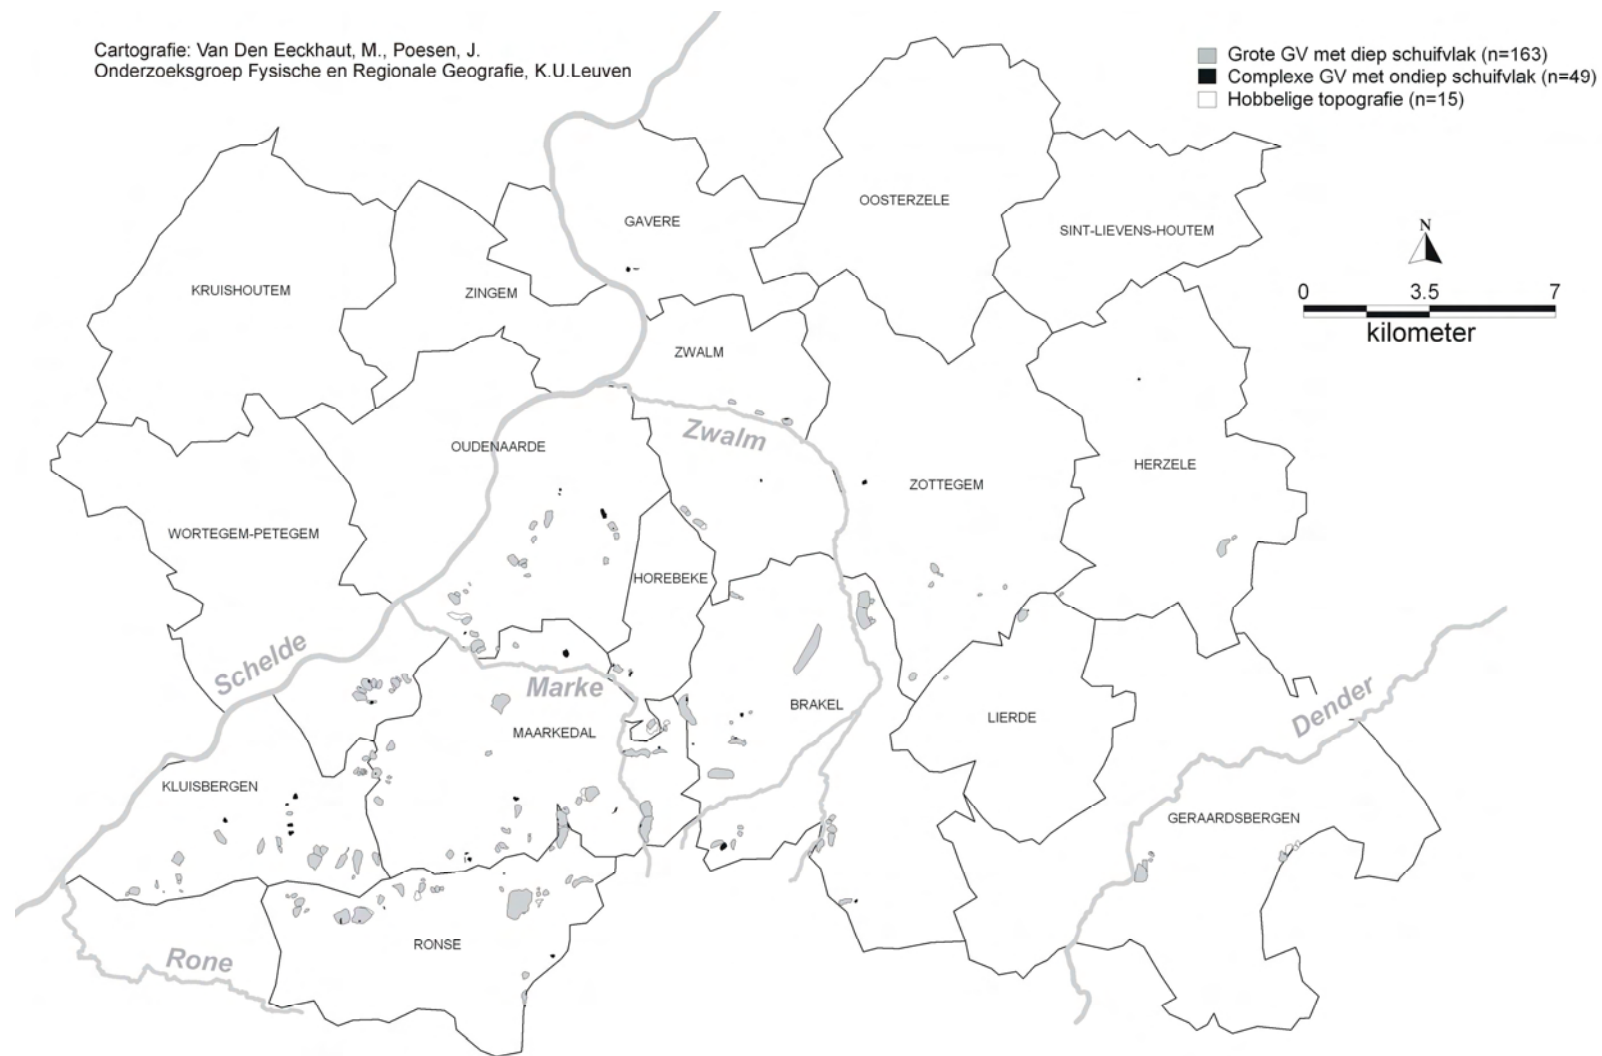 Cartografie: Van Den Eeckhaut, M., Poesen, J.
Onderzoeksgroep Fysische en Regionale Geografie, K.U.Leuven
Grote GV met diep schuifvlak (n=163)
Complexe GV met ondiep schuifvlak (n=49)
Hobbelige topografie (n=15)
OOSTERZELE
GAVERE
SINT-LIEVENS-HOUTEM
N
KRUISHOUTEM
ZINGEM
0 3.5 7
kilometer
ZWALM
Zwalm
OUDENAARDE
HERZELE
ZOTTEGEM
WORTEGEM-PETEGEM
HOREBEKE
Schelde
Marke
BRAKEL
LIERDE
Dender
MAARKEDAL
KLUISBERGEN
GERAARDSBERGEN
RONSE
Rone